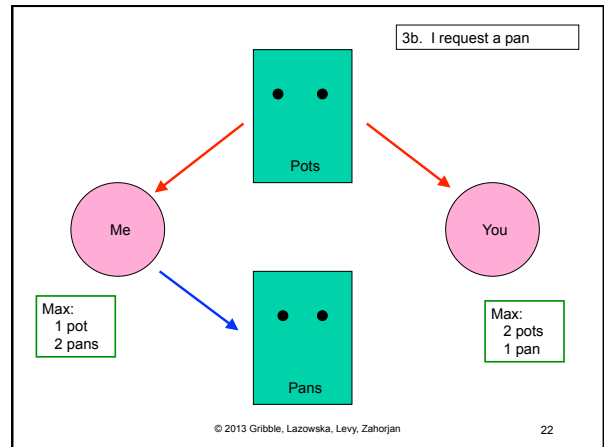 3b. I request a pan
Pots
Me
You
Max:
1 pot
2 pans
Max:
2 pots
1 pan
Pans
© 2013 Gribble, Lazowska, Levy, Zahorjan
22